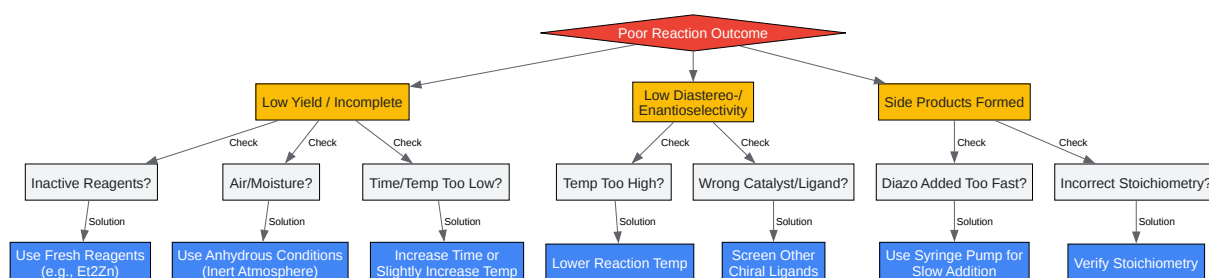 Poor Reaction Outcome
Low Yield / Incomplete
Low Diastereo-/
Enantioselectivity
Side Products Formed
Check
Check
Check
Check
Check
Check
Check
Inactive Reagents?
Air/Moisture?
Time/Temp Too Low?
Temp Too High?
Wrong Catalyst/Ligand?
Diazo Added Too Fast?
Incorrect Stoichiometry?
Solution
Solution
Solution
Solution
Solution
Solution
Solution
Use Fresh Reagents
(e.g., Et2Zn)
Use Anhydrous Conditions
(Inert Atmosphere)
Increase Time or
Slightly Increase Temp
Lower Reaction Temp
Screen Other
Chiral Ligands
Use Syringe Pump for
Slow Addition
Verify Stoichiometry